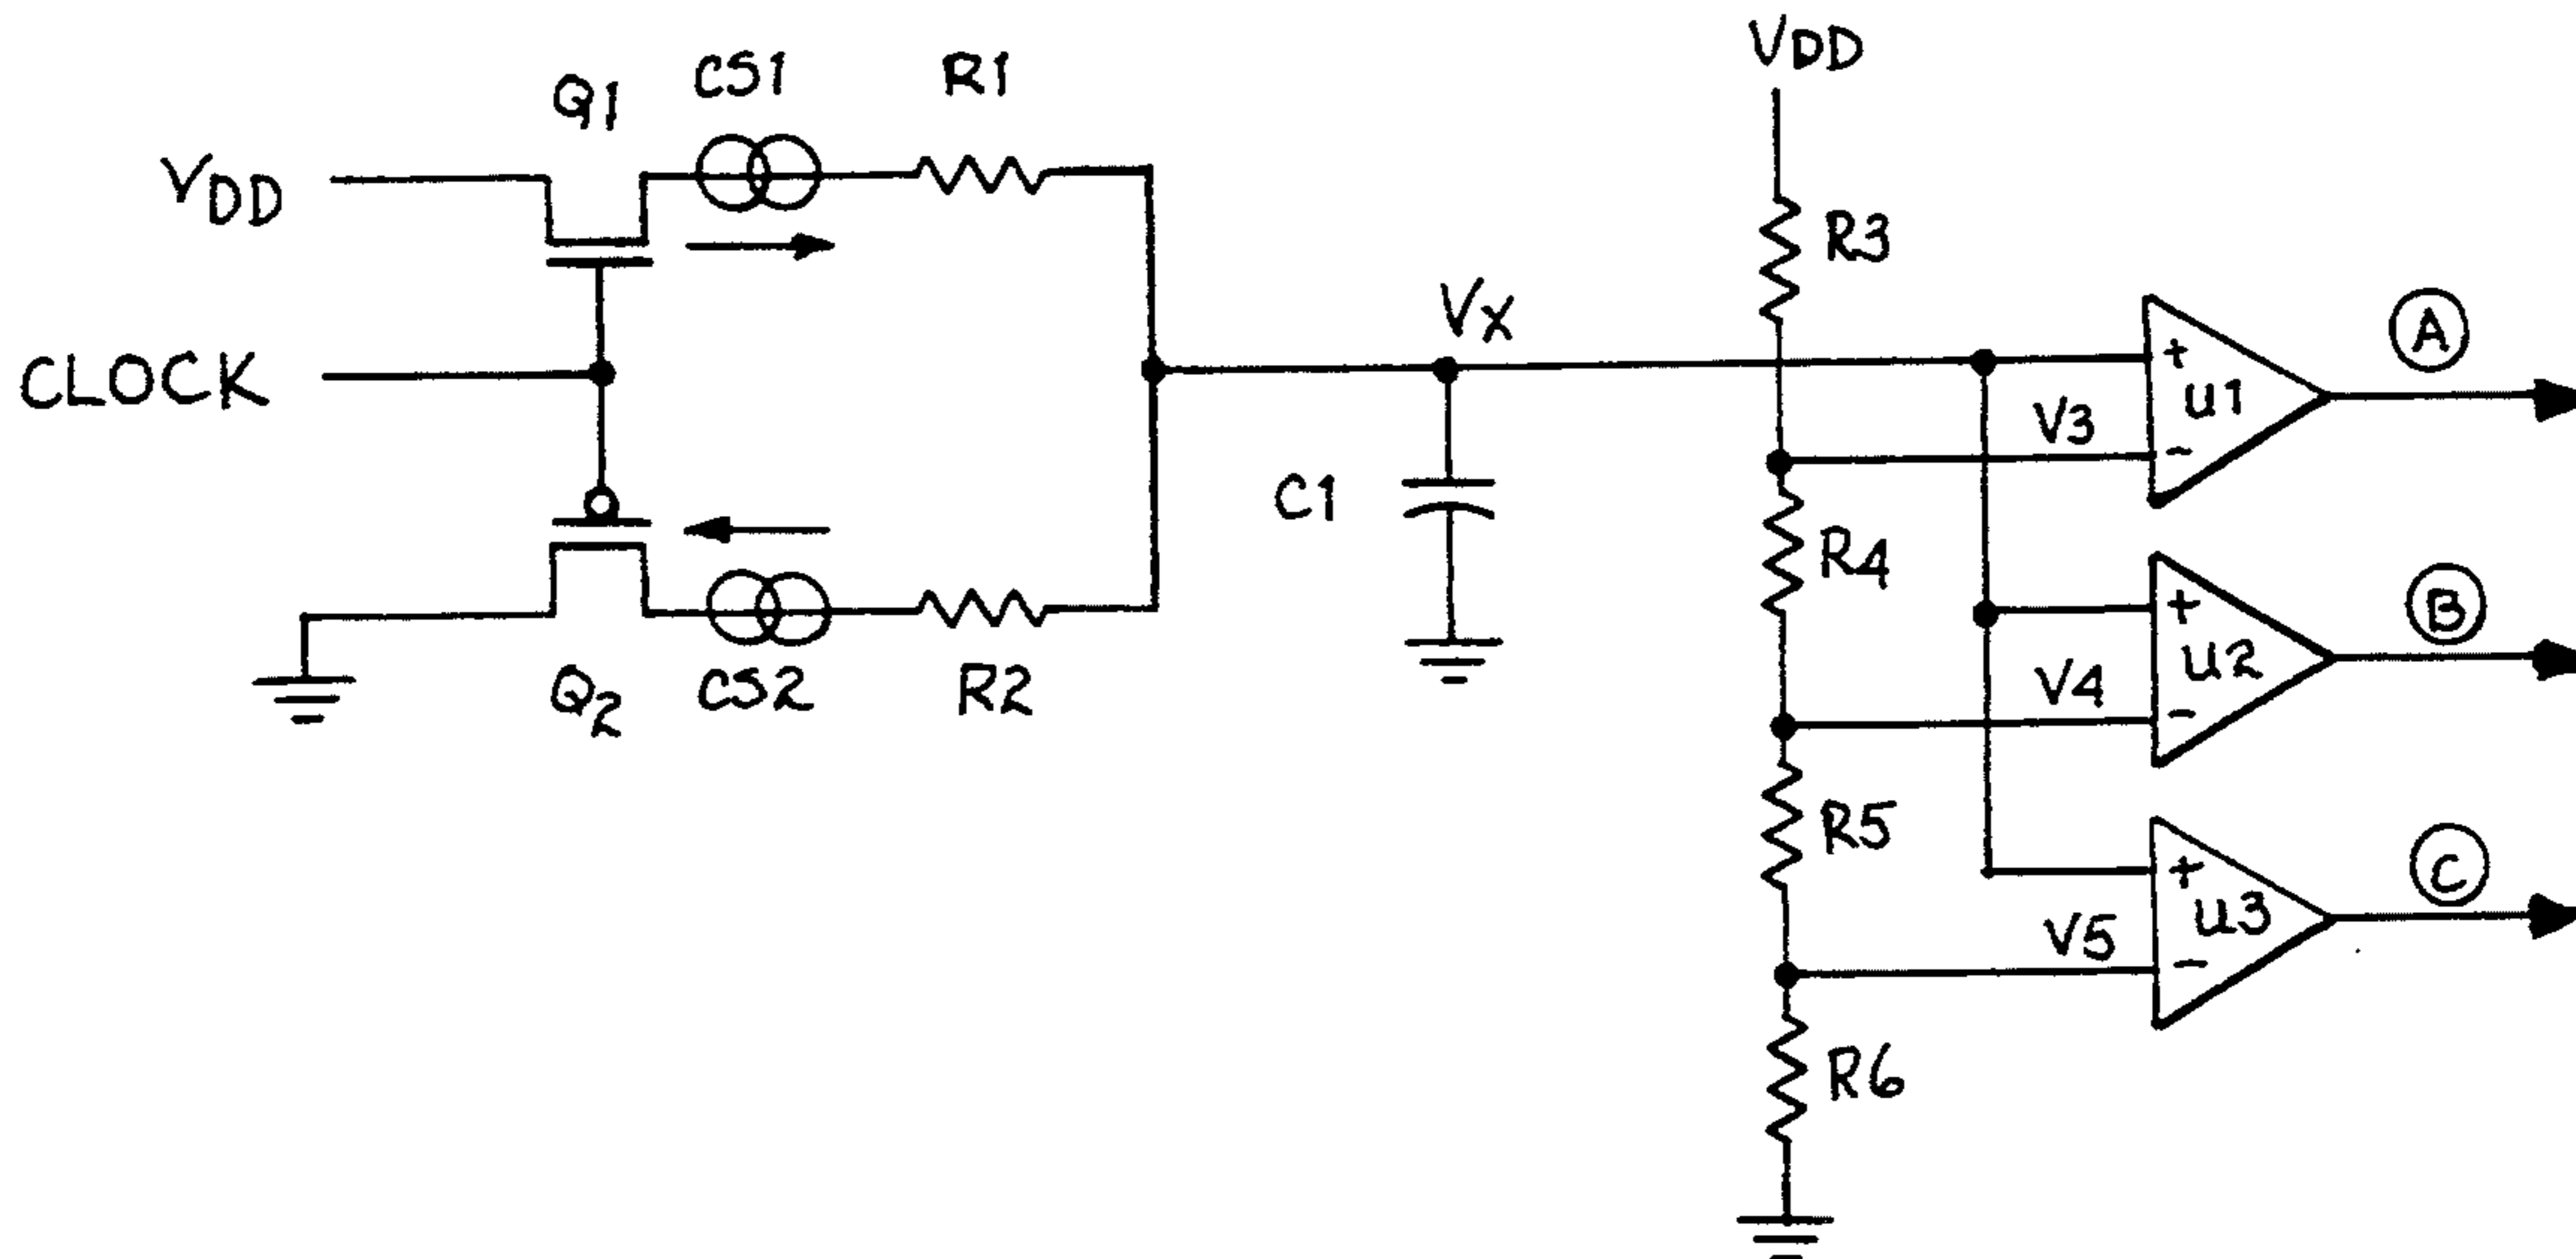 VDD
Q1
CS1
R1
VDD
CLOCK
Q2
CS2
R2
VX
C1
R3
R4
R5
R6
V3
V4
V5
+
U1
-
A
+
U2
-
B
+
U3
-
C